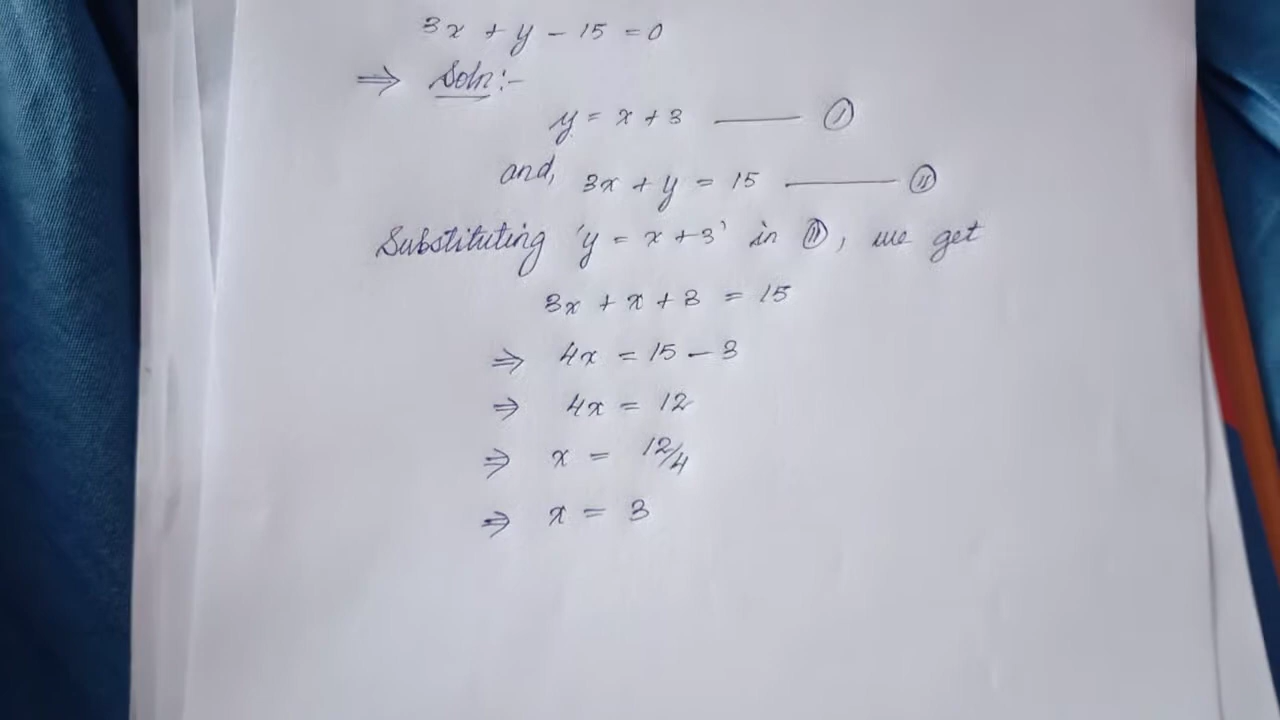 3x + y - 15 = 0
⇒ Soln:-
y = x + 3 —— (I)
and, 3x + y = 15 —— (II)
Substituting 'y = x + 3' in (II), we get
3x + x + 3 = 15
⇒ 4x = 15 - 3
⇒ 4x = 12
⇒ x = 12/4
⇒ x = 3